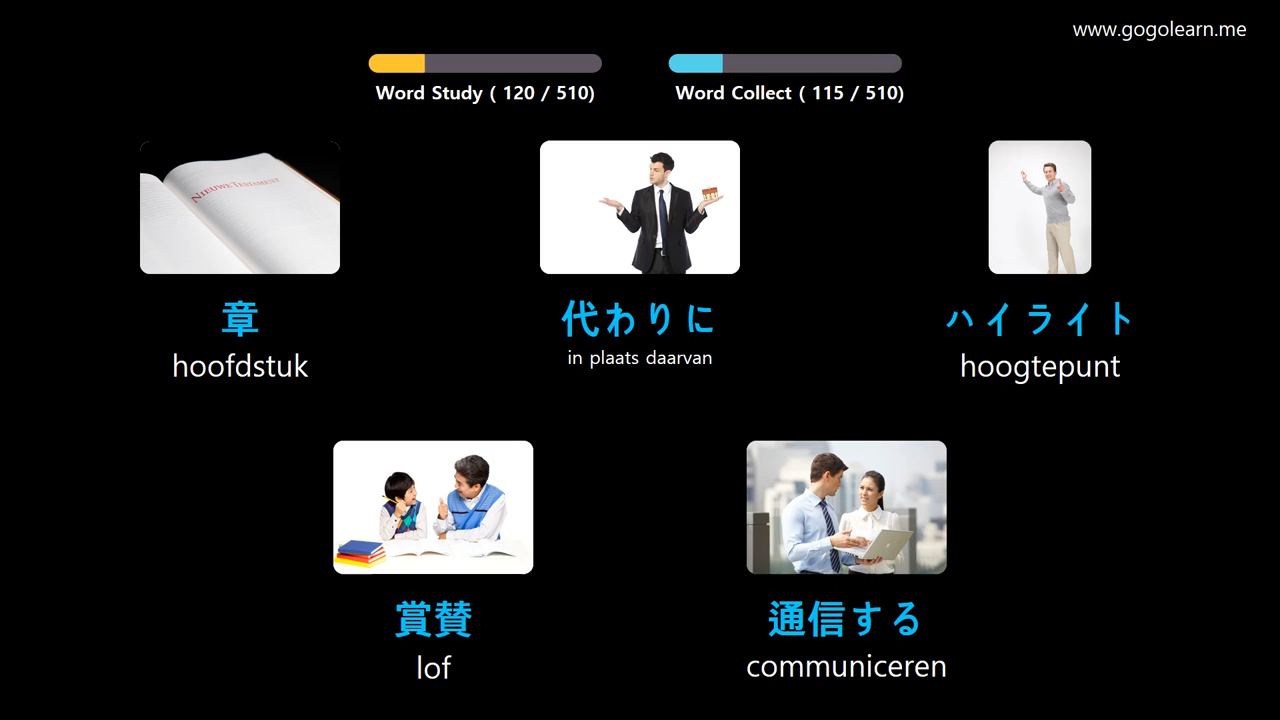 www.gogolearn.me
Word Study ( 120 / 510)
Word Collect ( 115 / 510)
NIEUWE TESTAMENT
章
hoofdstuk
代わりに
in plaats daarvan
ハイライト
hoogtepunt
賞賛
lof
通信する
communiceren